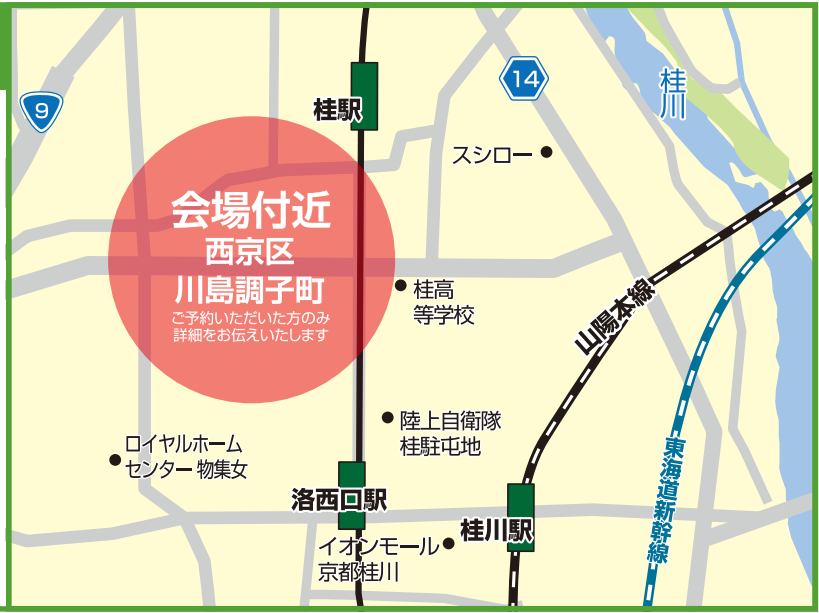 9
14
桂川
桂駅
スシロー
会場付近
西京区
川島調子町
ご予約いただいた方のみ
詳細をお伝えいたします
桂高
等学校
山陽本線
陸上自衛隊
桂駐屯地
ロイヤルホーム
センター 物集女
洛西口駅
桂川駅
東海道新幹線
イオンモール
京都桂川